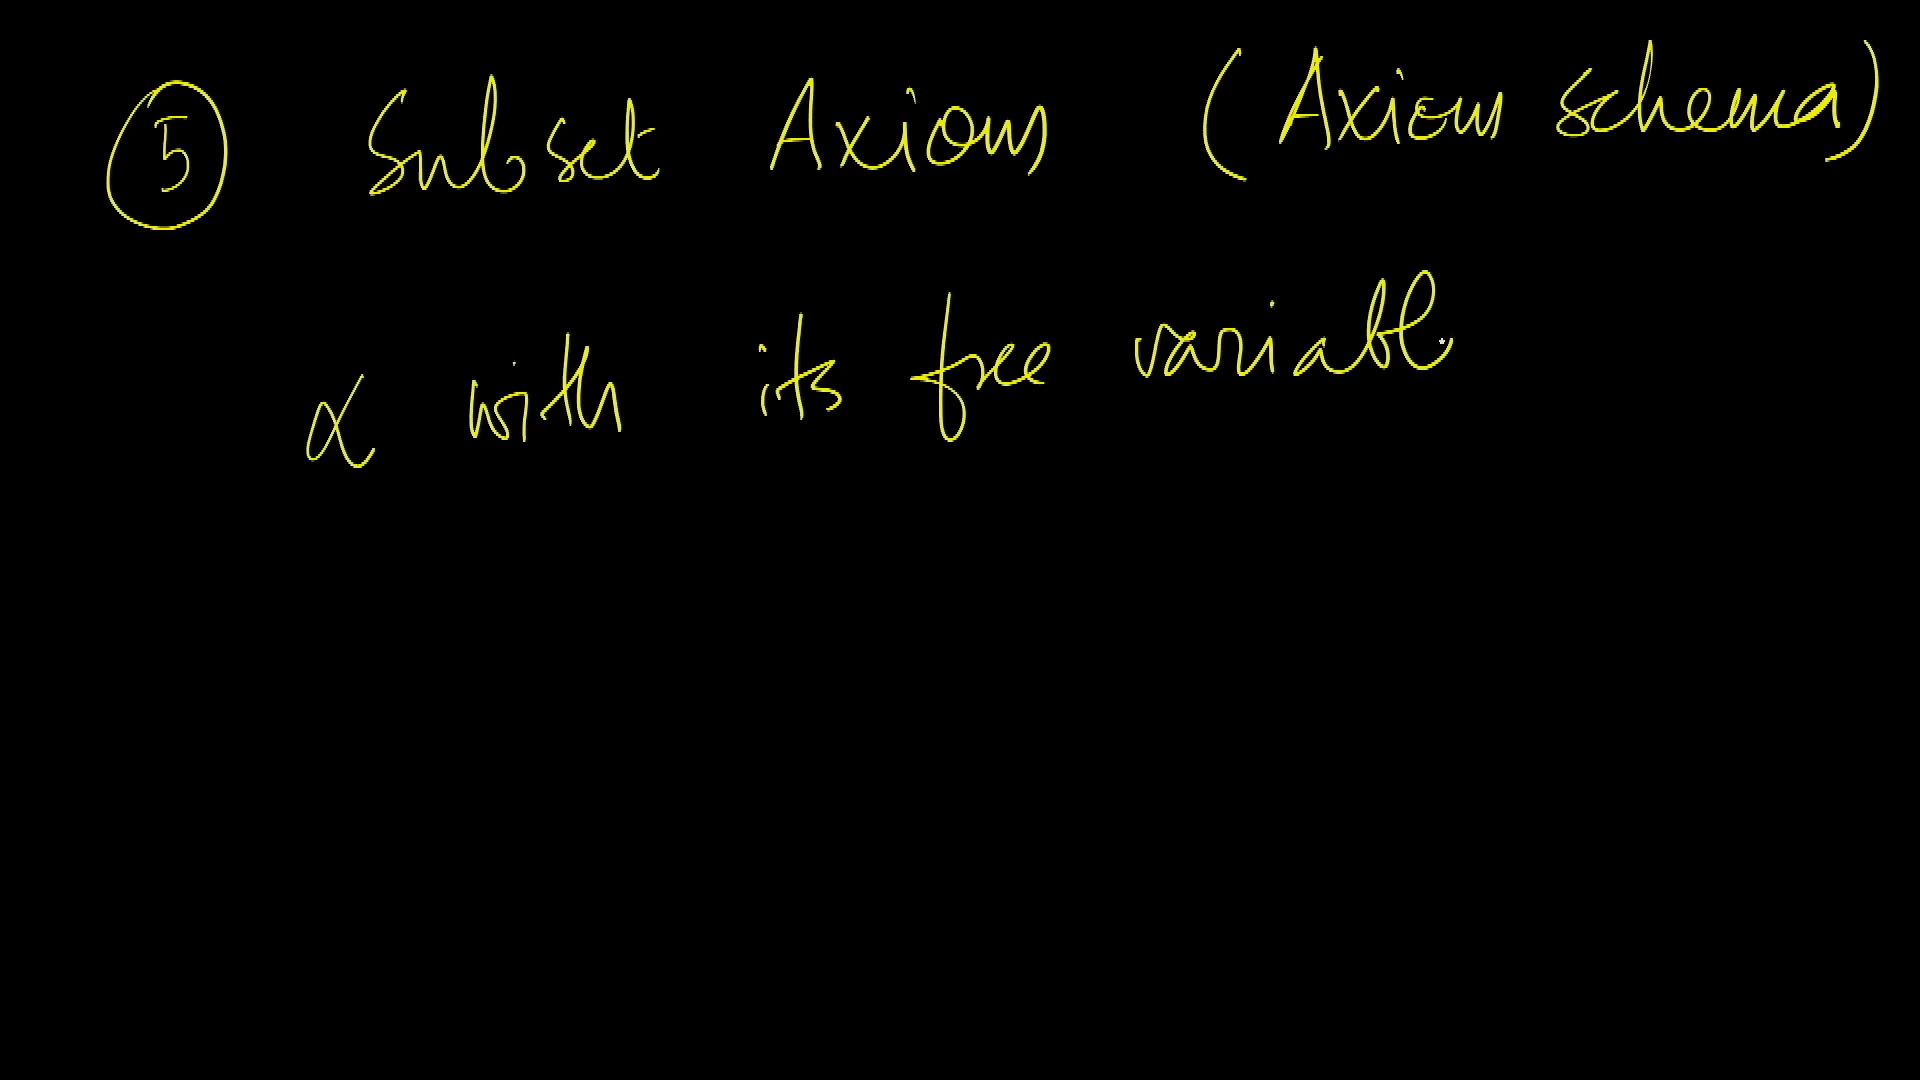 5 Subset Axiom (Axiom schema)
α with its free variable